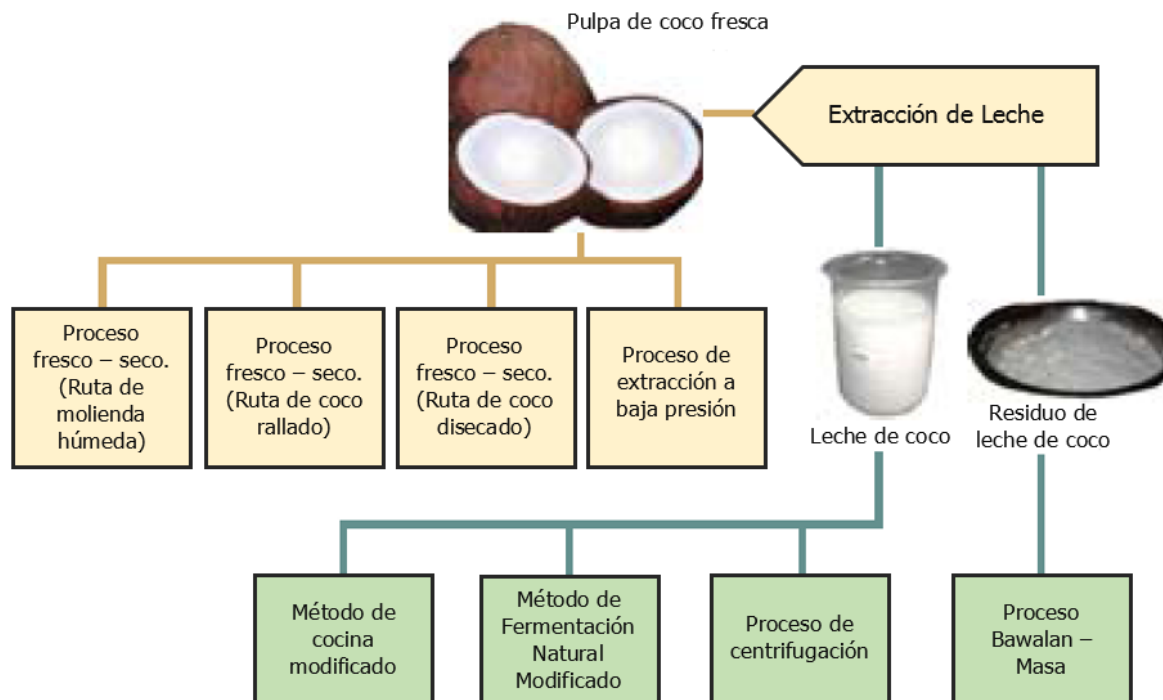 Pulpa de coco fresca
Extracción de Leche
Proceso
fresco – seco.
(Ruta de
molienda
húmeda)
Proceso
fresco – seco.
(Ruta de coco
rallado)
Proceso
fresco – seco.
(Ruta de coco
disecado)
Proceso de
extracción a
baja presión
Leche de coco
Residuo de
leche de coco
Método de
cocina
modificado
Método de
Fermentación
Natural
Modificado
Proceso de
centrifugación
Proceso
Bawalan –
Masa